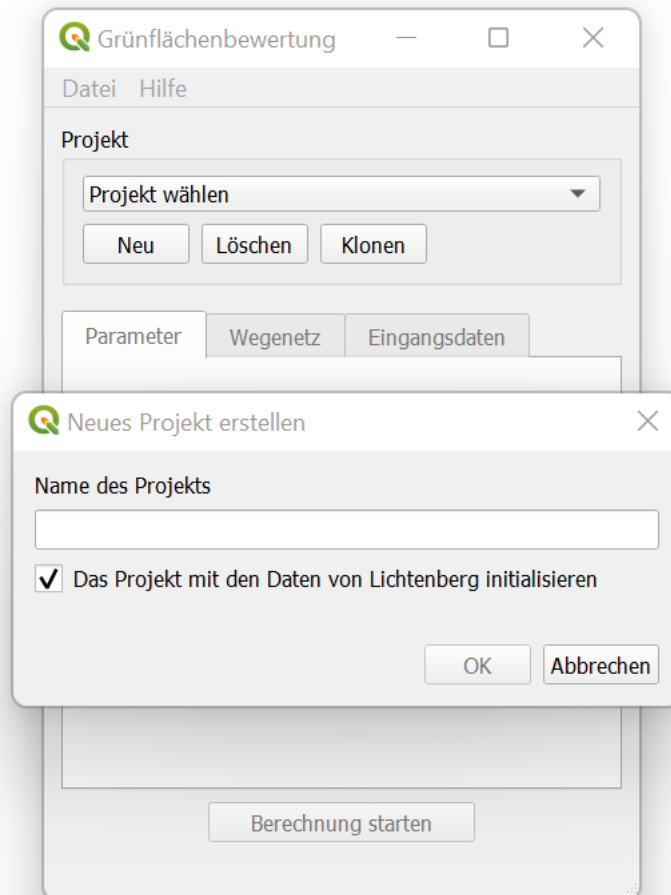 Grünflächenbewertung
Datei Hilfe
Projekt
Projekt wählen
Neu Löschen Klonen
Parameter Wegenetz Eingangsdaten
Neues Projekt erstellen
Name des Projekts
Das Projekt mit den Daten von Lichtenberg initialisieren
OK Abbrechen
Berechnung starten